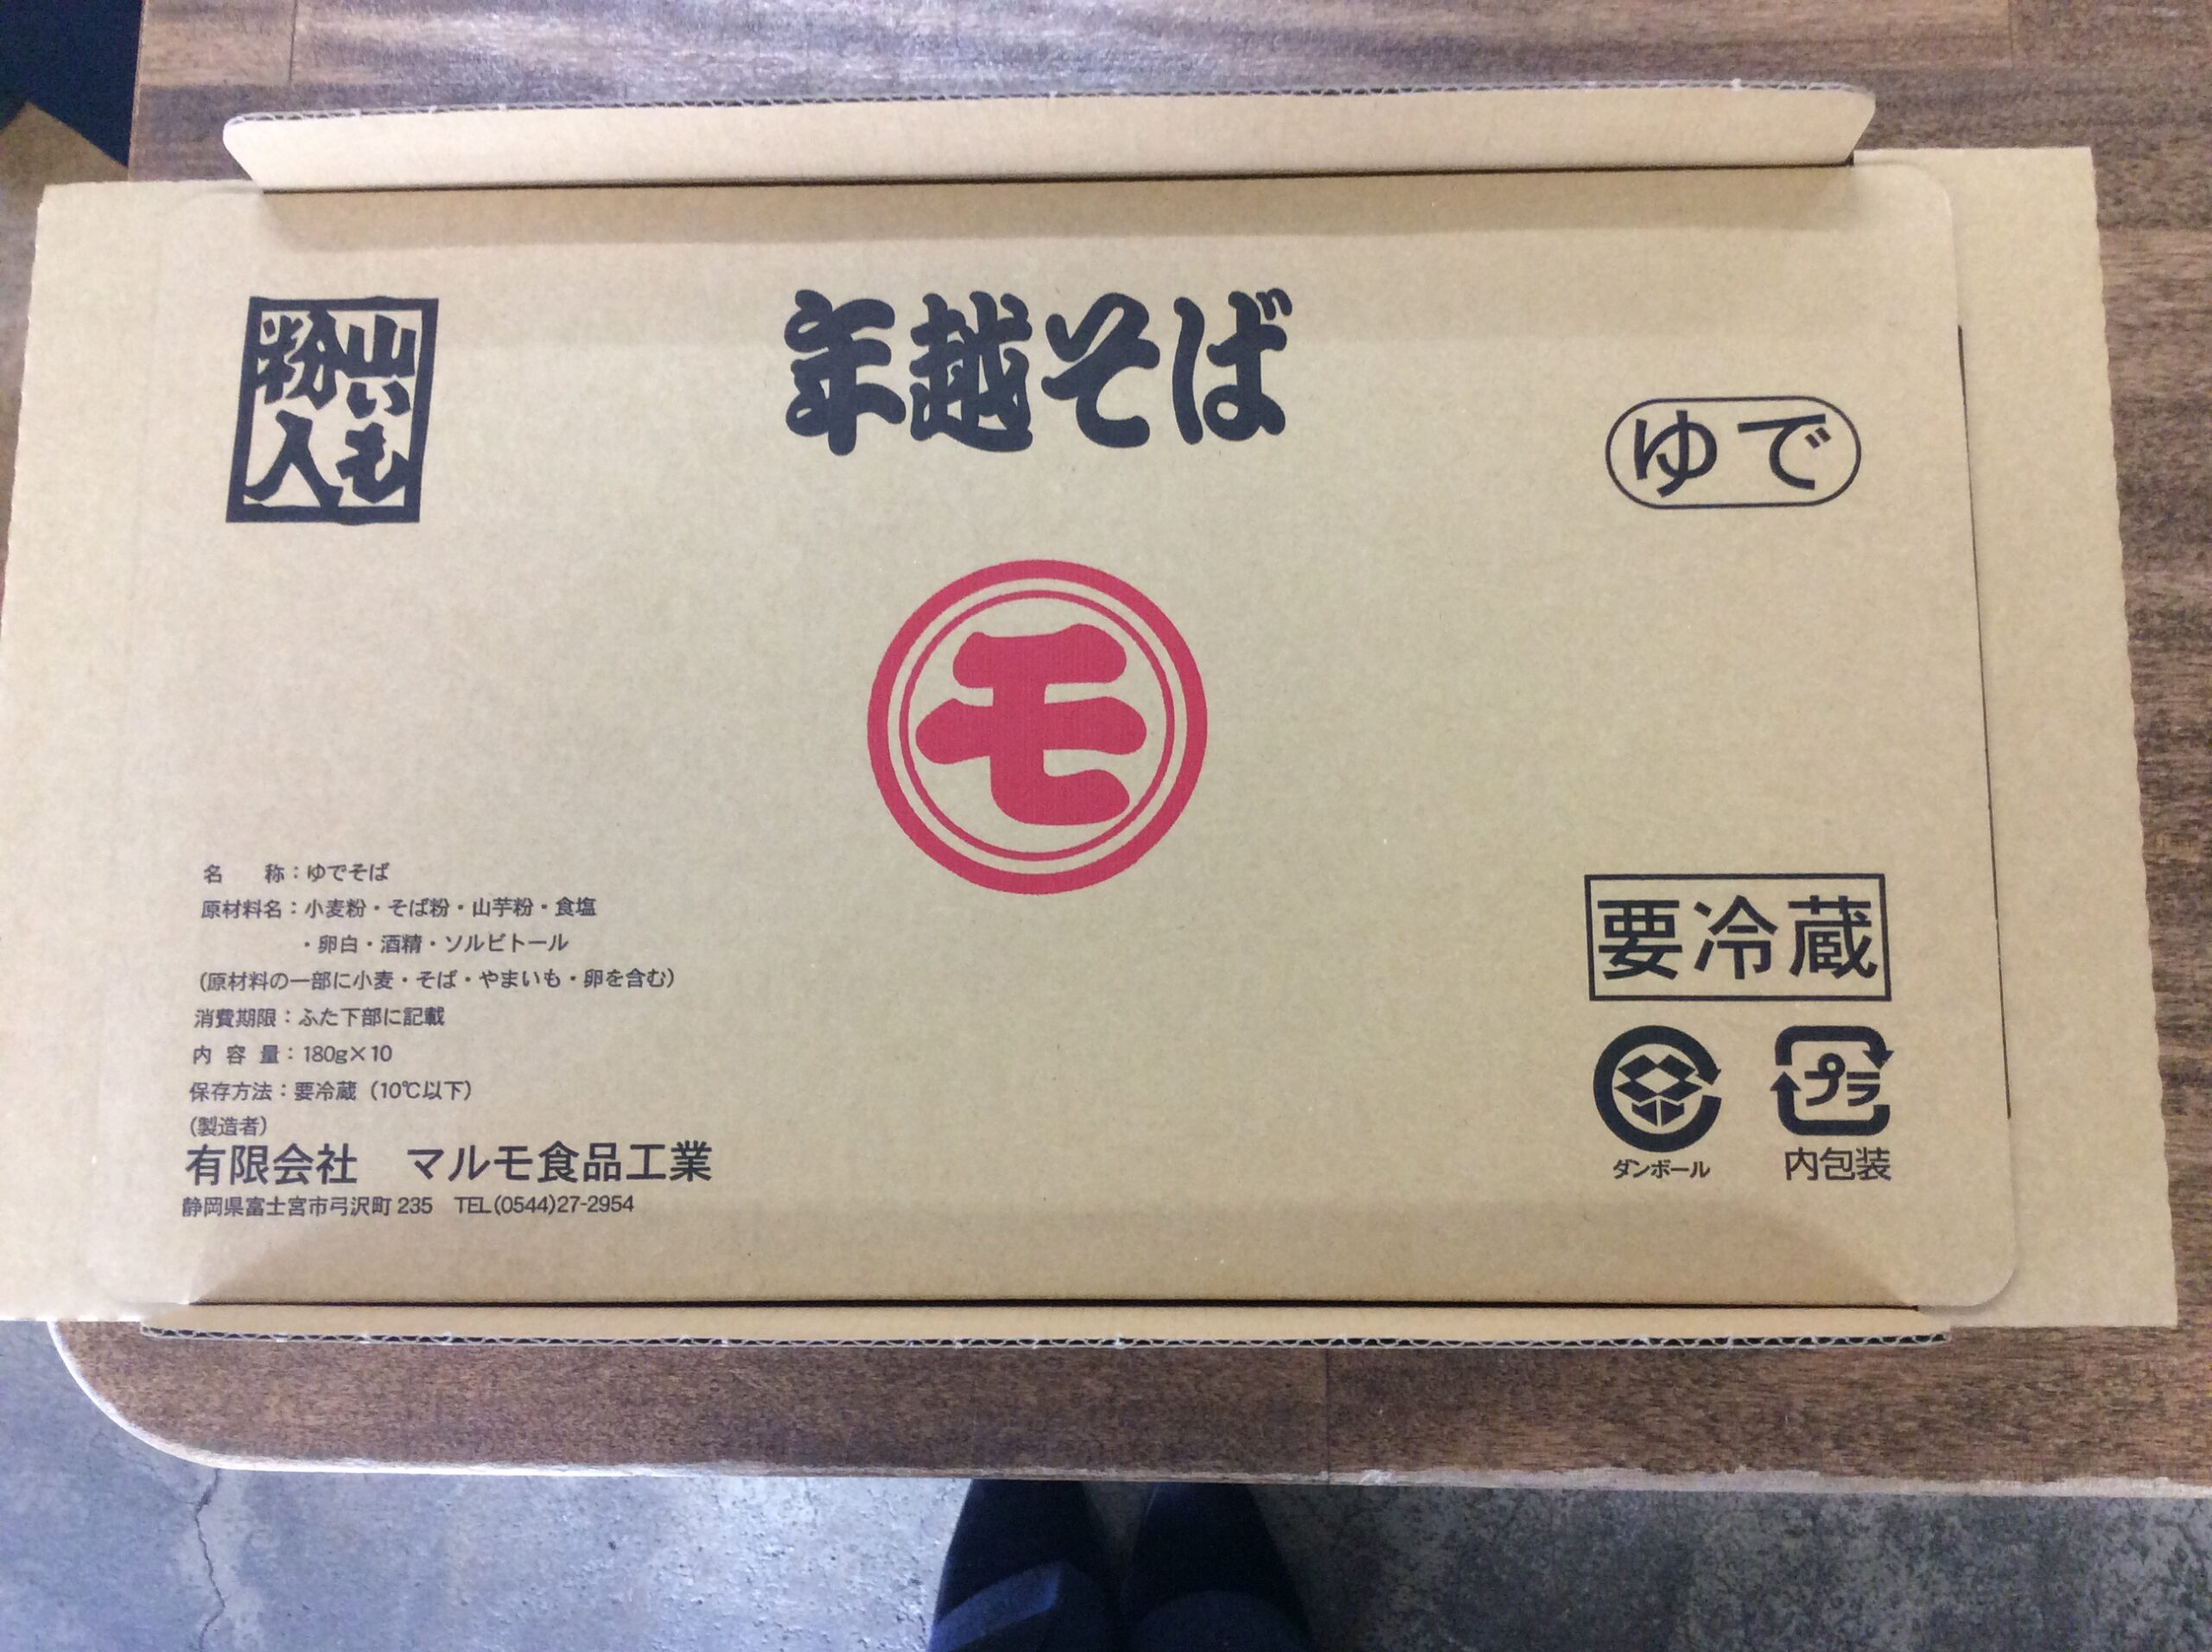 年越そば
山いも
粉入
ゆで
モ
名　　称：ゆでそば
原材料名：小麦粉・そば粉・山芋粉・食塩
・卵白・酒精・ソルビトール
(原材料の一部に小麦・そば・やまいも・卵を含む)
消費期限：ふた下部に記載
内 容 量：180g×10
保存方法：要冷蔵（10℃以下）
(製造者)
有限会社　マルモ食品工業
静岡県富士宮市弓沢町 235　TEL(0544)27-2954
要冷蔵
プラ
ダンボール
内包装